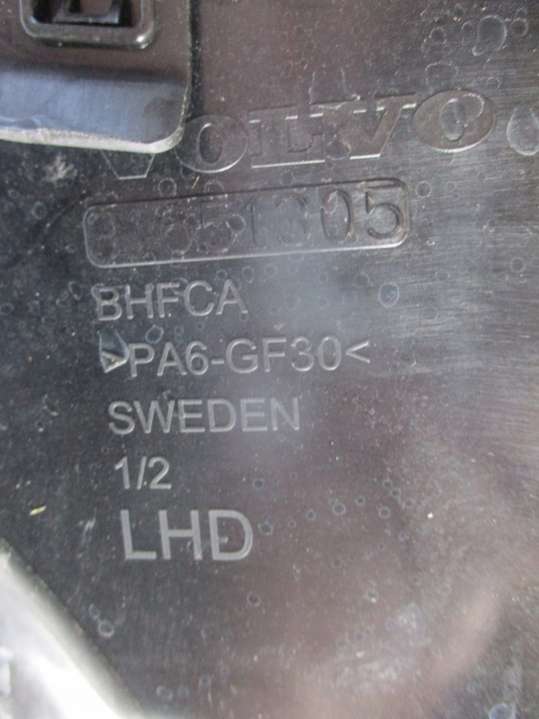 VOLVO
BHFCA
>PA6-GF30<
SWEDEN
1/2
LHD